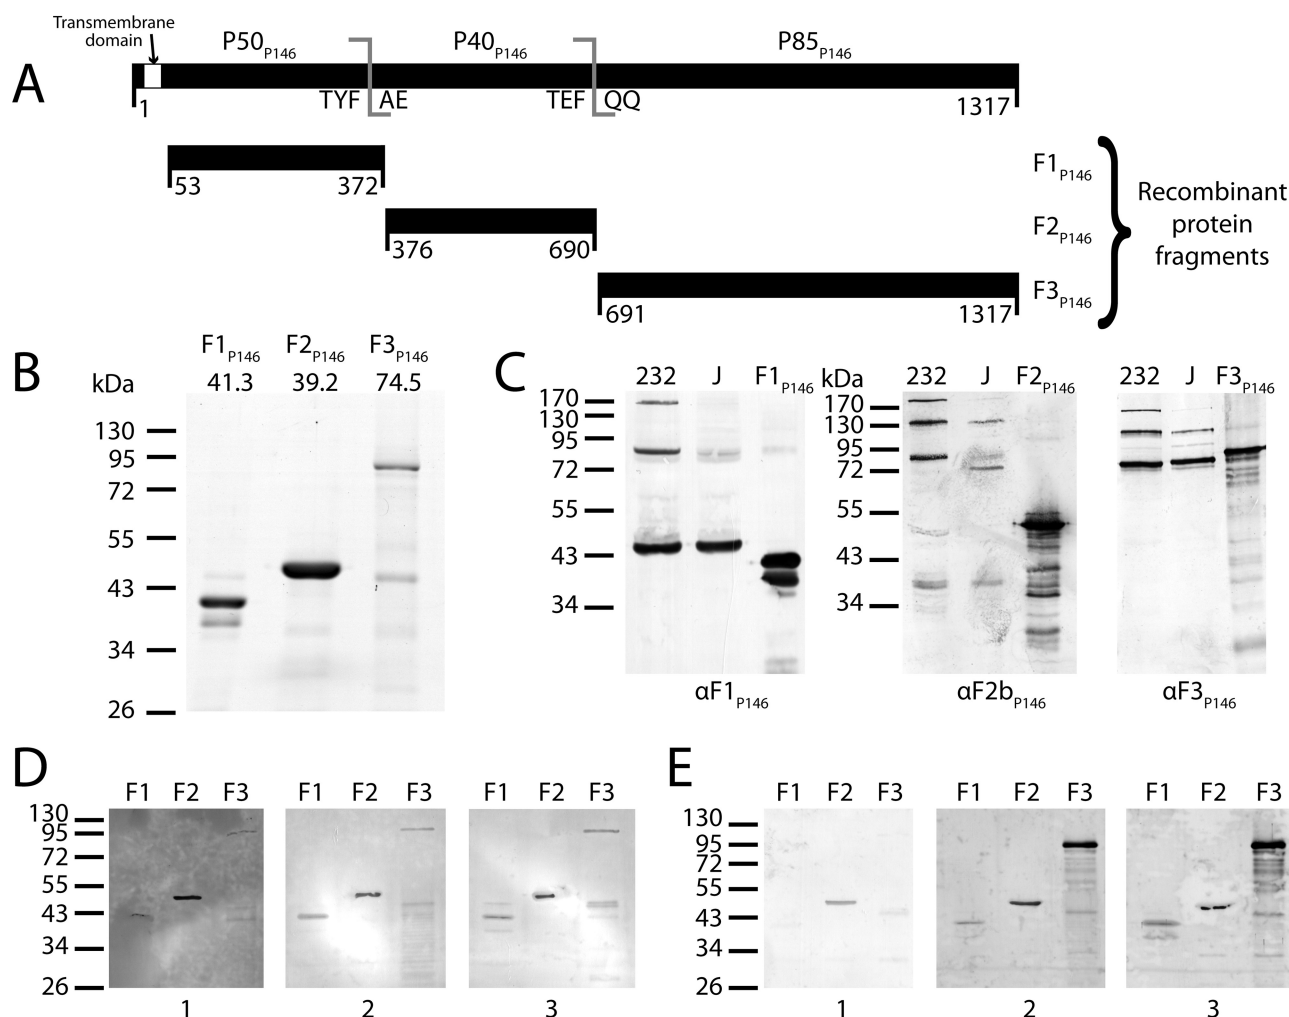 Transmembrane
domain
P50P146
P40P146
P85P146
A
1
TYF
AE
TEF
QQ
1317
53
372
F1P146
376
690
F2P146
691
1317
F3P146
Recombinant
protein
fragments
B
F1P146 F2P146 F3P146
kDa 41.3 39.2 74.5
130
95
72
55
43
34
26
C
232 J F1P146
170
130
95
72
55
43
34
αF1P146
kDa 232 J F2P146
170
130
95
72
55
43
34
αF2bP146
232 J F3P146
αF3P146
D
F1 F2 F3
F1 F2 F3
F1 F2 F3
130
95
72
55
43
34
26
1 2 3
E
F1 F2 F3
F1 F2 F3
F1 F2 F3
130
95
72
55
43
34
26
1 2 3